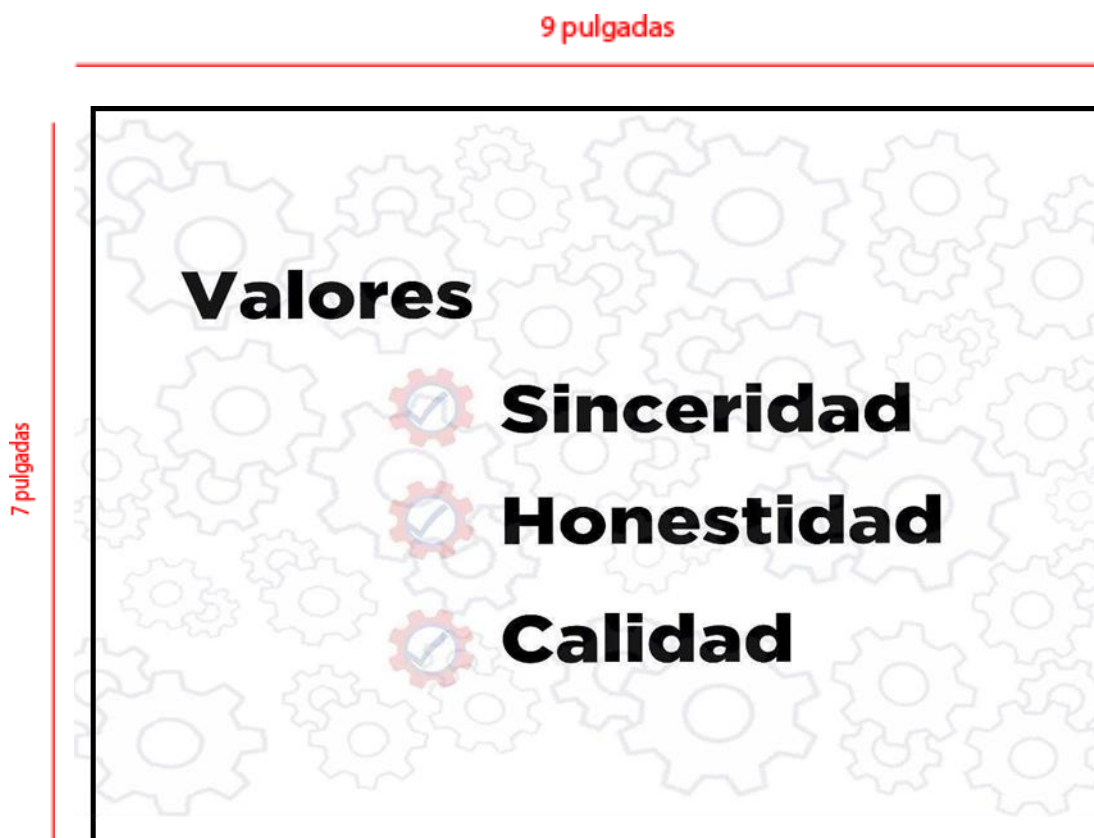 9 pulgadas
7 pulgadas
Valores
Sinceridad
Honestidad
Calidad